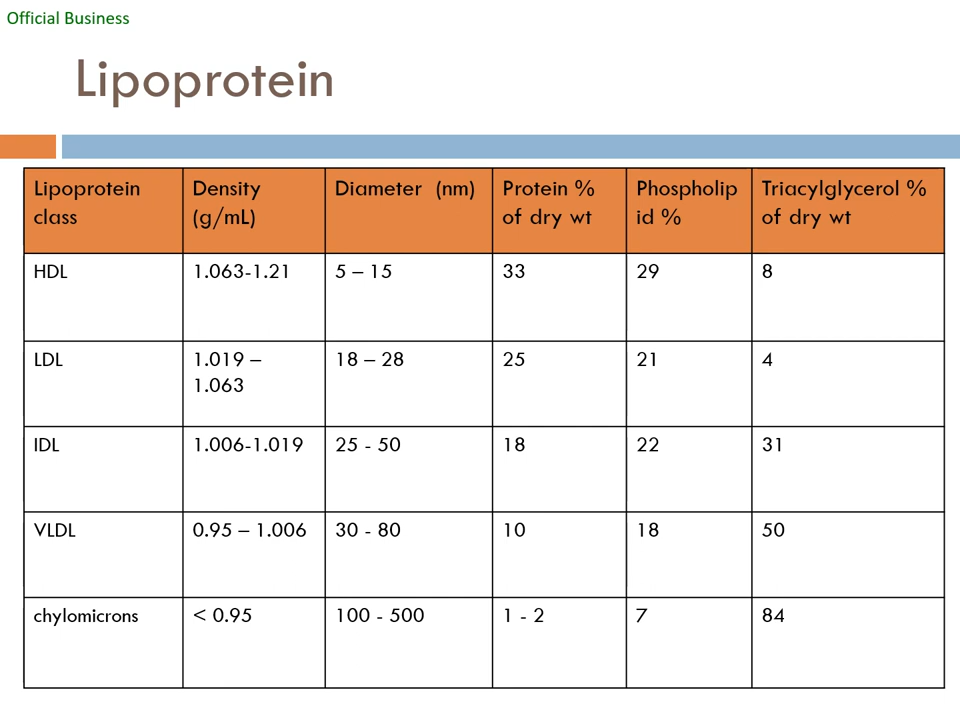 Official Business
Lipoprotein
Lipoprotein class
Density (g/mL)
Diameter (nm)
Protein % of dry wt
Phospholip id %
Triacylglycerol % of dry wt
HDL
1.063-1.21
5 – 15
33
29
8
LDL
1.019 – 1.063
18 – 28
25
21
4
IDL
1.006-1.019
25 - 50
18
22
31
VLDL
0.95 – 1.006
30 - 80
10
18
50
chylomicrons
< 0.95
100 - 500
1 - 2
7
84